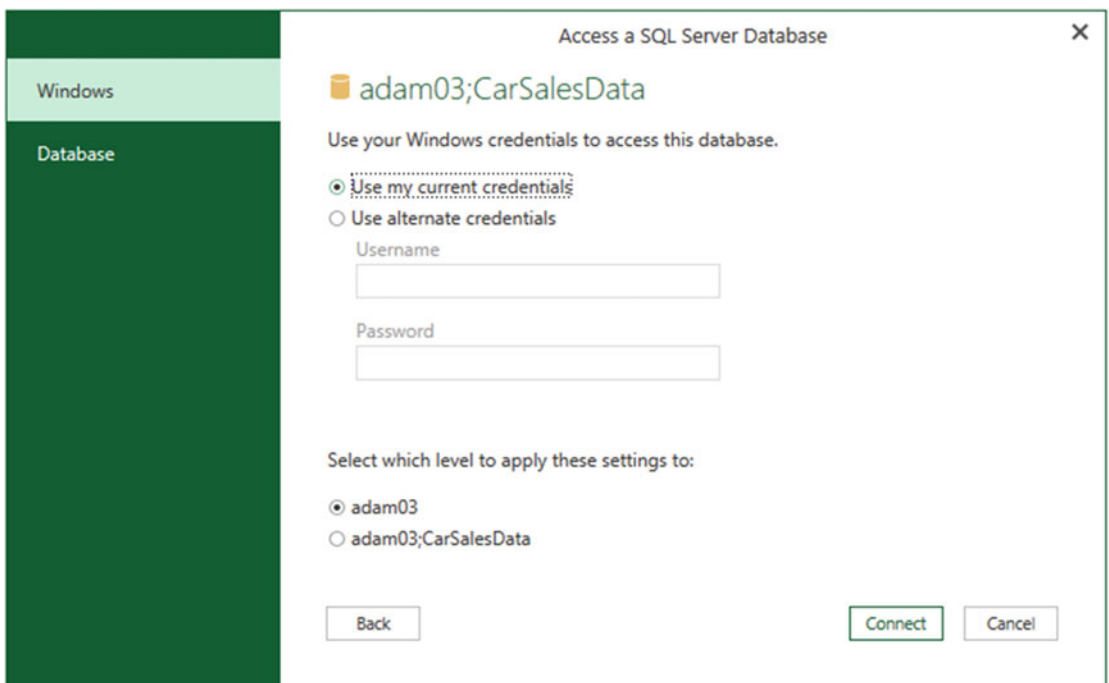 Access a SQL Server Database
Windows
Database
adam03;CarSalesData
Use your Windows credentials to access this database.
Use my current credentials
Use alternate credentials
Username
Password
Select which level to apply these settings to:
adam03
adam03;CarSalesData
Back
Connect
Cancel